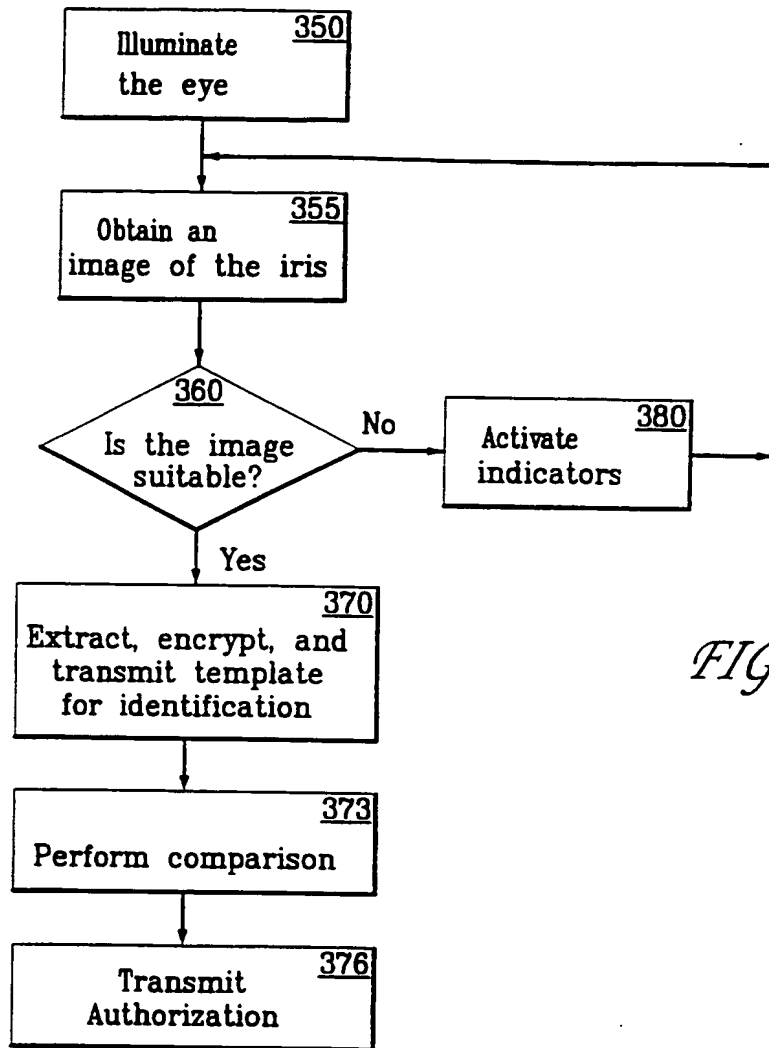 350
Illuminate
the eye
355
Obtain an
image of the iris
360
Is the image
suitable?
No
380
Activate
indicators
Yes
370
Extract, encrypt, and
transmit template
for identification
FIG
373
Perform comparison
376
Transmit
Authorization